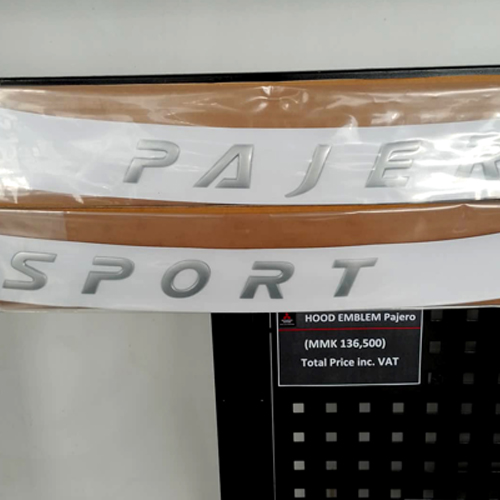 PAJER
SPORT
HOOD EMBLEM Pajero
(MMK 136,500)
Total Price inc. VAT